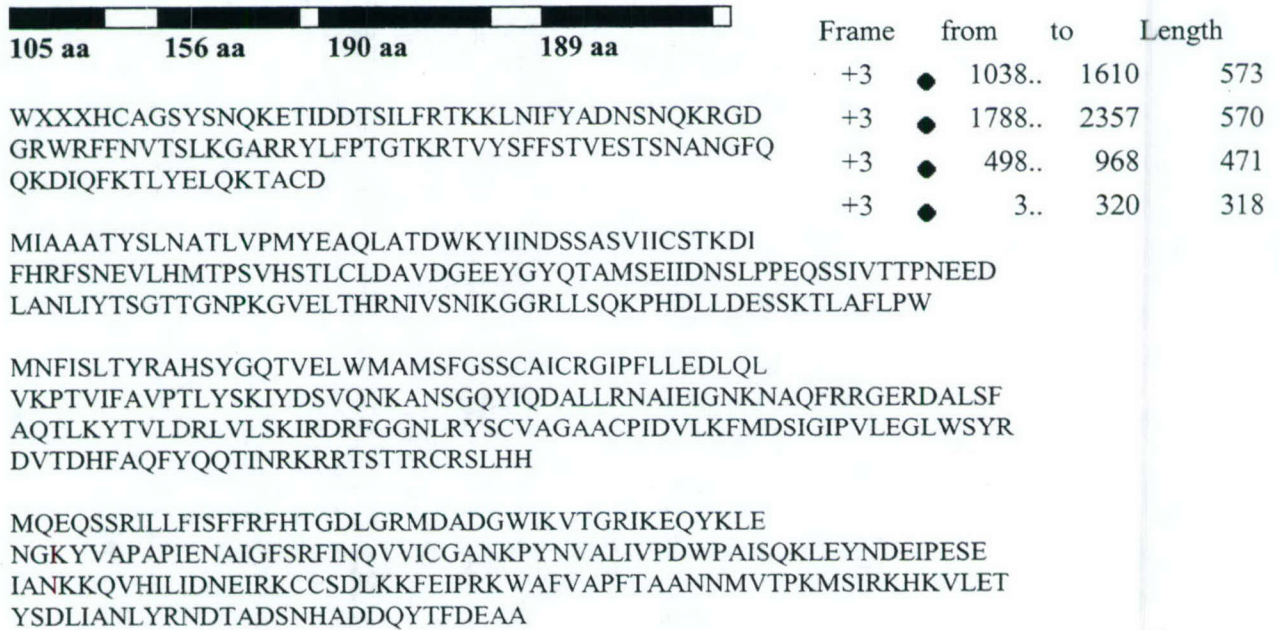 105 aa 156 aa 190 aa 189 aa
Frame from to Length
+3 1038.. 1610 573
+3 1788.. 2357 570
+3 498.. 968 471
+3 3.. 320 318
WXXXHCAGSYSNQKETIDDTSILFRTKKLNIFYADNSNQKRGD
GRWRFFNVTSLKGARRYLFPTGTKRTVYSFFSTVESTSNANGFQ
QKDIQFKTLYELQKTACD
MIAAATYSLNATLVPMYEAQLATDWKYIINDSSASVIICSTKDI
FHRFSNEVLHMTPSVHSTLCLDAVDGEEYGYQTAMSEIIDNSLPPEQSSIVTTPNEED
LANLIYTSGTTGNPKGVELTHRNIVSNIKGGRLLSQKPHDLLDESSKTLAFLPW
MNFISLTYRAHSYGQTVELWMAMSFGSSCAICRGIPFLLEDLQL
VKPTVIFAVPTLYSKIYDSVQNKANSGQYIQDALLRNAIEIGNKNAQFRRGERDALSF
AQTLKYTVLDRLVLSKIRDRFGGNLRYSCVAGAACPIDVLKFMDSIGIPVLEGLWSYR
DVTDHFAQFYQQTINRKRRTSTTRCRSLHH
MQEQSSRILLFISFFRFHTGDLGRMDADGWIKVTGRIKEQYKLE
NGKYVAPAPIENAIGFSRFINQVVICGANKPYNVALIVPDWPAISQKLEYNDEIPESE
IANKKQVHILIDNEIRKCCSDLKKFEIPRKWAFVAPFTAANNMVTPKMSIRKHKVLET
YSDLIANLYRNDTADSNHADDQYTFDEAA